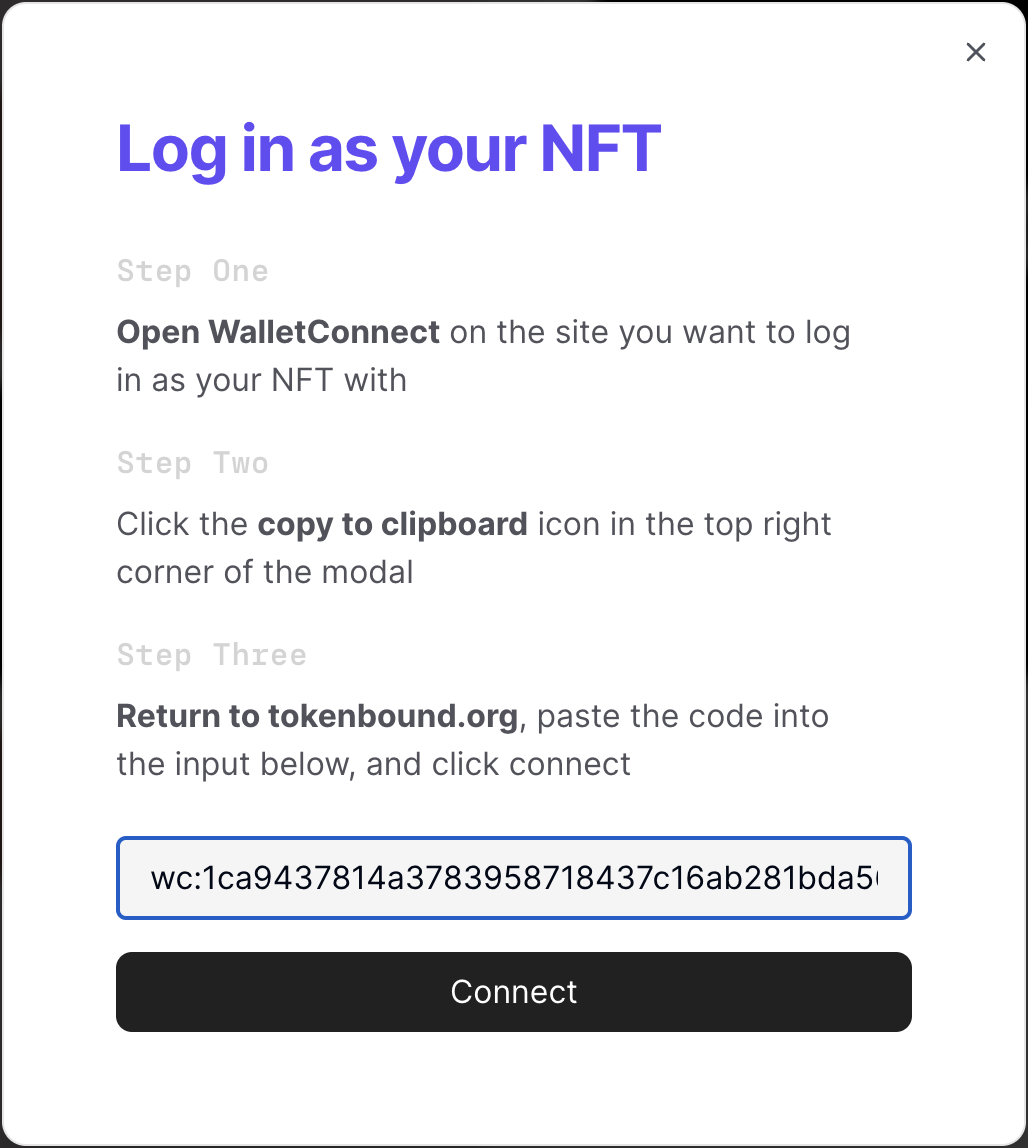 Log in as your NFT
Step One
Open WalletConnect on the site you want to log
in as your NFT with
Step Two
Click the copy to clipboard icon in the top right
corner of the modal
Step Three
Return to tokenbound.org, paste the code into
the input below, and click connect
wc:1ca9437814a3783958718437c16ab281bda5
Connect